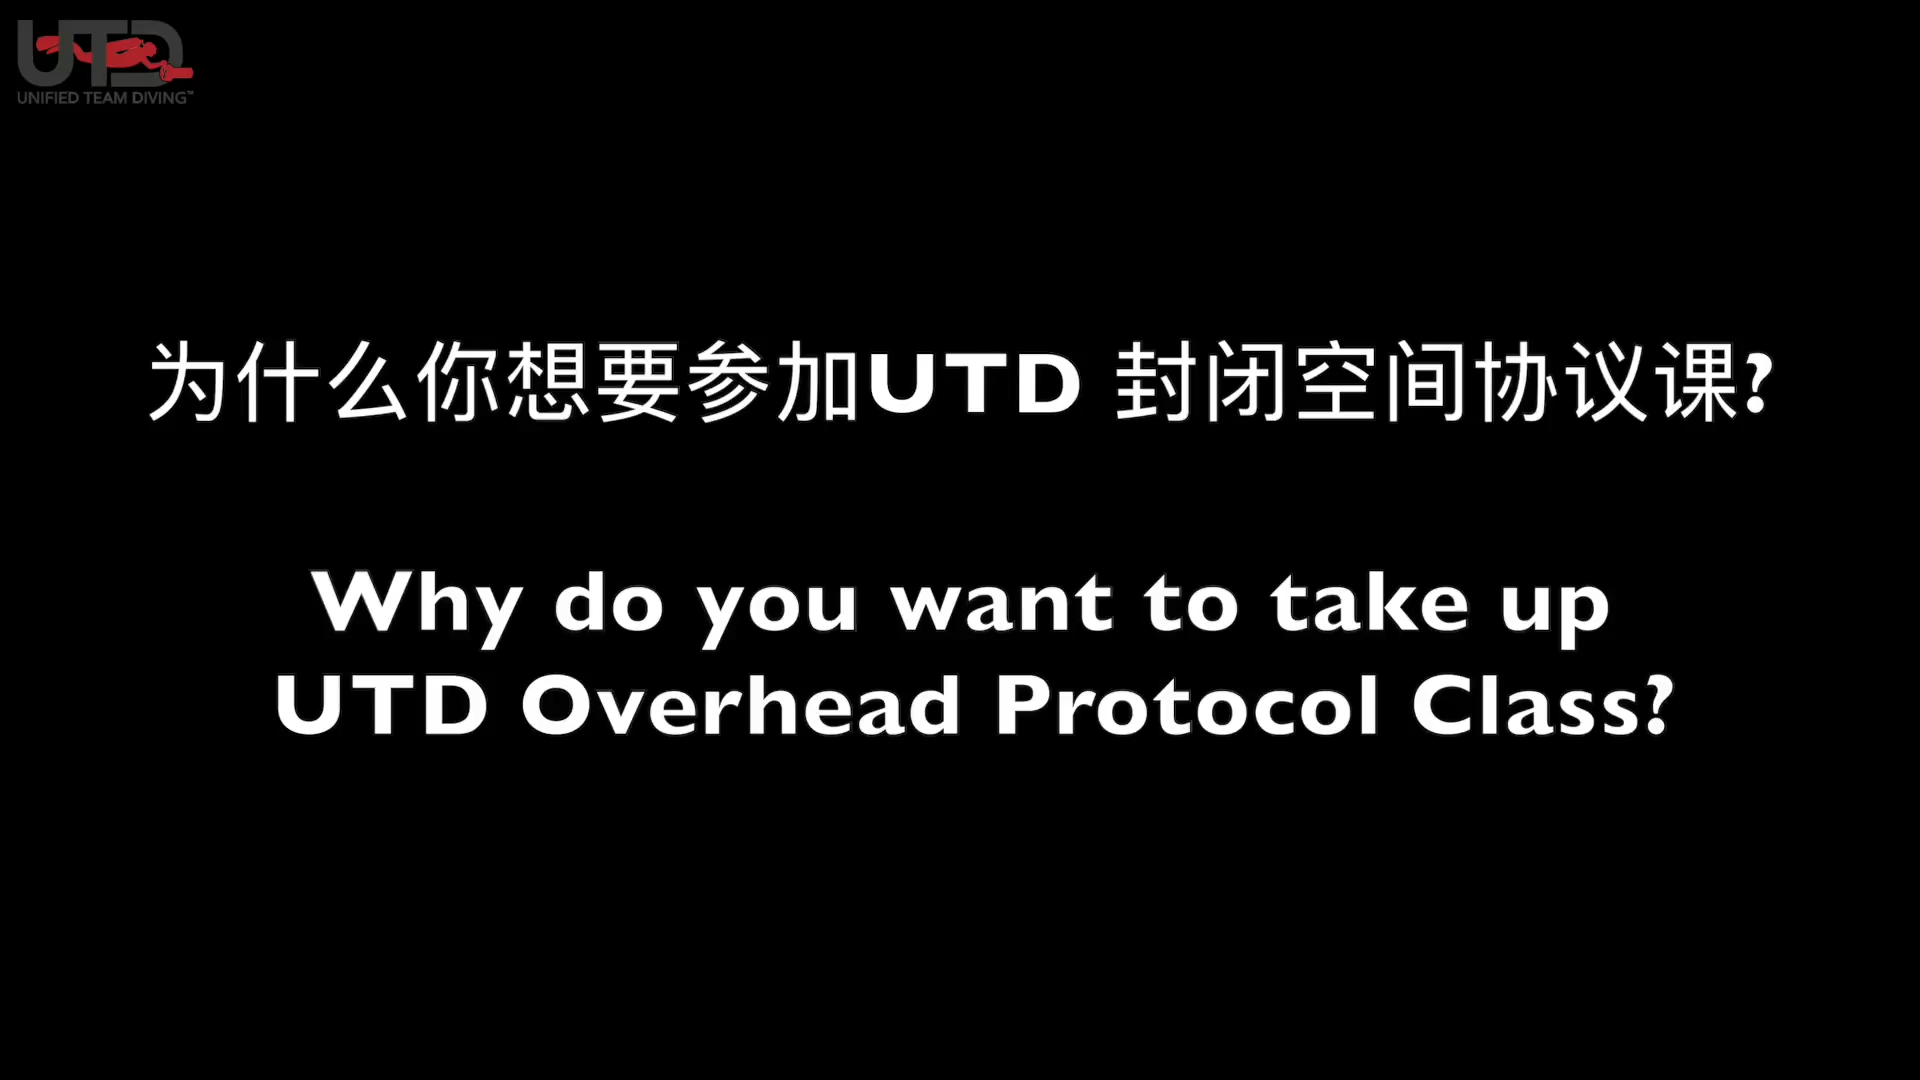 UTD
UNIFIED TEAM DIVING™
为什么你想要参加UTD 封闭空间协议课?
Why do you want to take up
UTD Overhead Protocol Class?